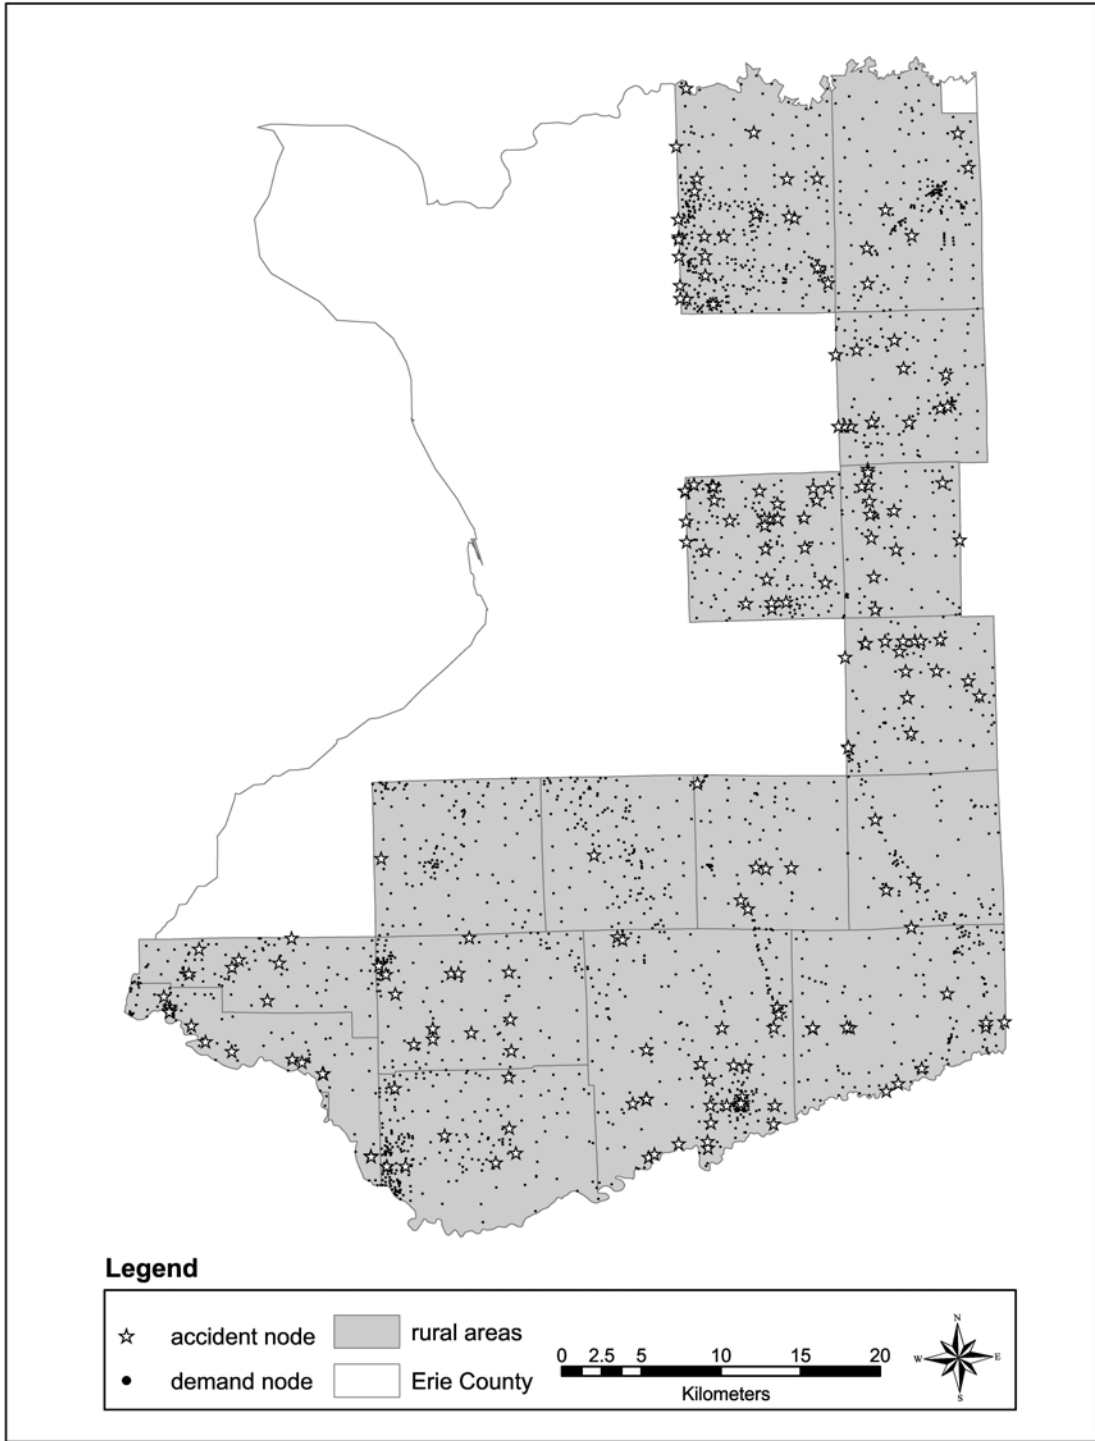 Legend
accident node
rural areas
demand node
Erie County
0 2.5 5 10 15 20
Kilometers
N
W E
S